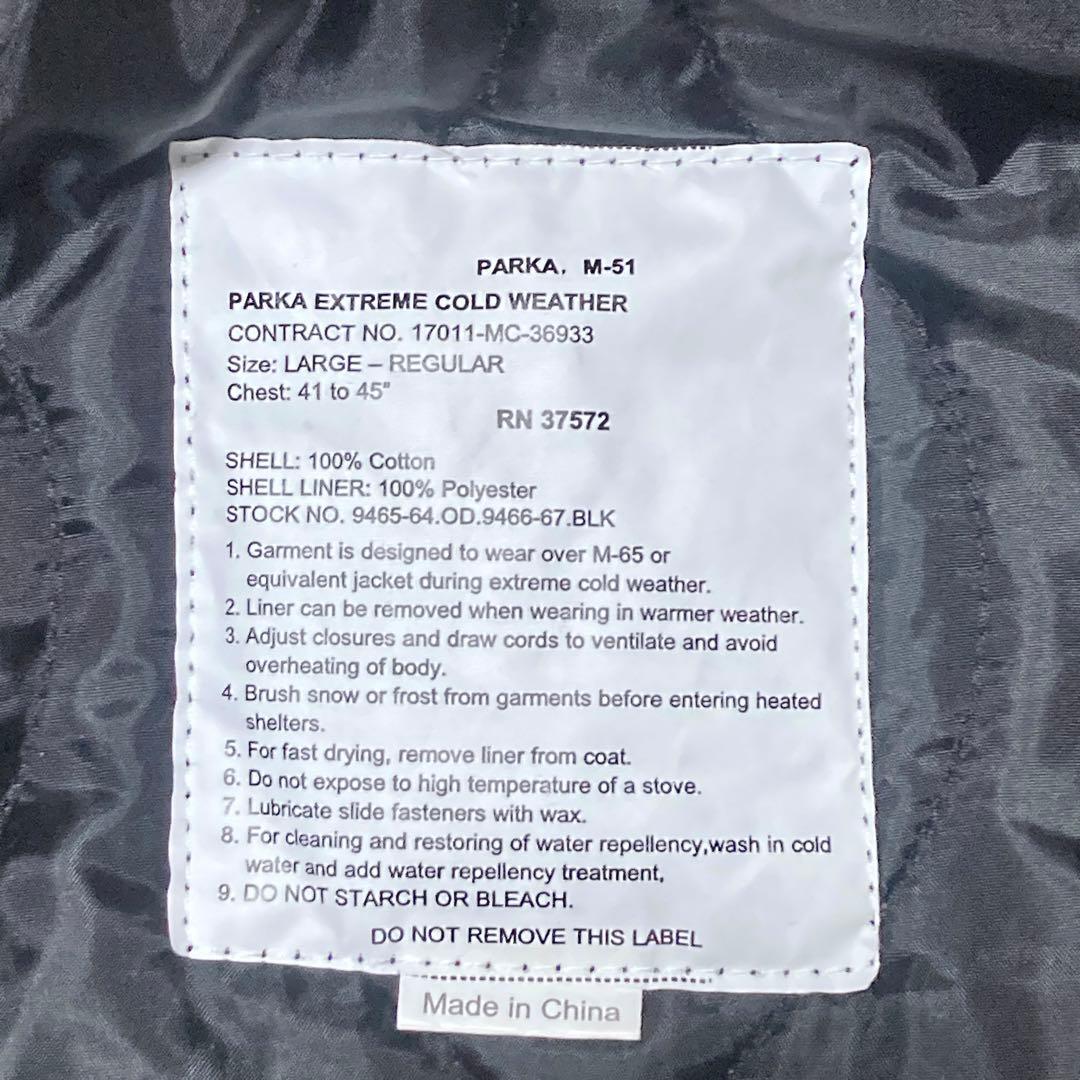 PARKA, M-51
PARKA EXTREME COLD WEATHER
CONTRACT NO. 17011-MC-36933
Size: LARGE – REGULAR
Chest: 41 to 45"
RN 37572
SHELL: 100% Cotton
SHELL LINER: 100% Polyester
STOCK NO. 9465-64.OD.9466-67.BLK
1. Garment is designed to wear over M-65 or
equivalent jacket during extreme cold weather.
2. Liner can be removed when wearing in warmer weather.
3. Adjust closures and draw cords to ventilate and avoid
overheating of body.
4. Brush snow or frost from garments before entering heated
shelters.
5. For fast drying, remove liner from coat.
6. Do not expose to high temperature of a stove.
7. Lubricate slide fasteners with wax.
8. For cleaning and restoring of water repellency,wash in cold
water and add water repellency treatment,
9. DO NOT STARCH OR BLEACH.
DO NOT REMOVE THIS LABEL
Made in China